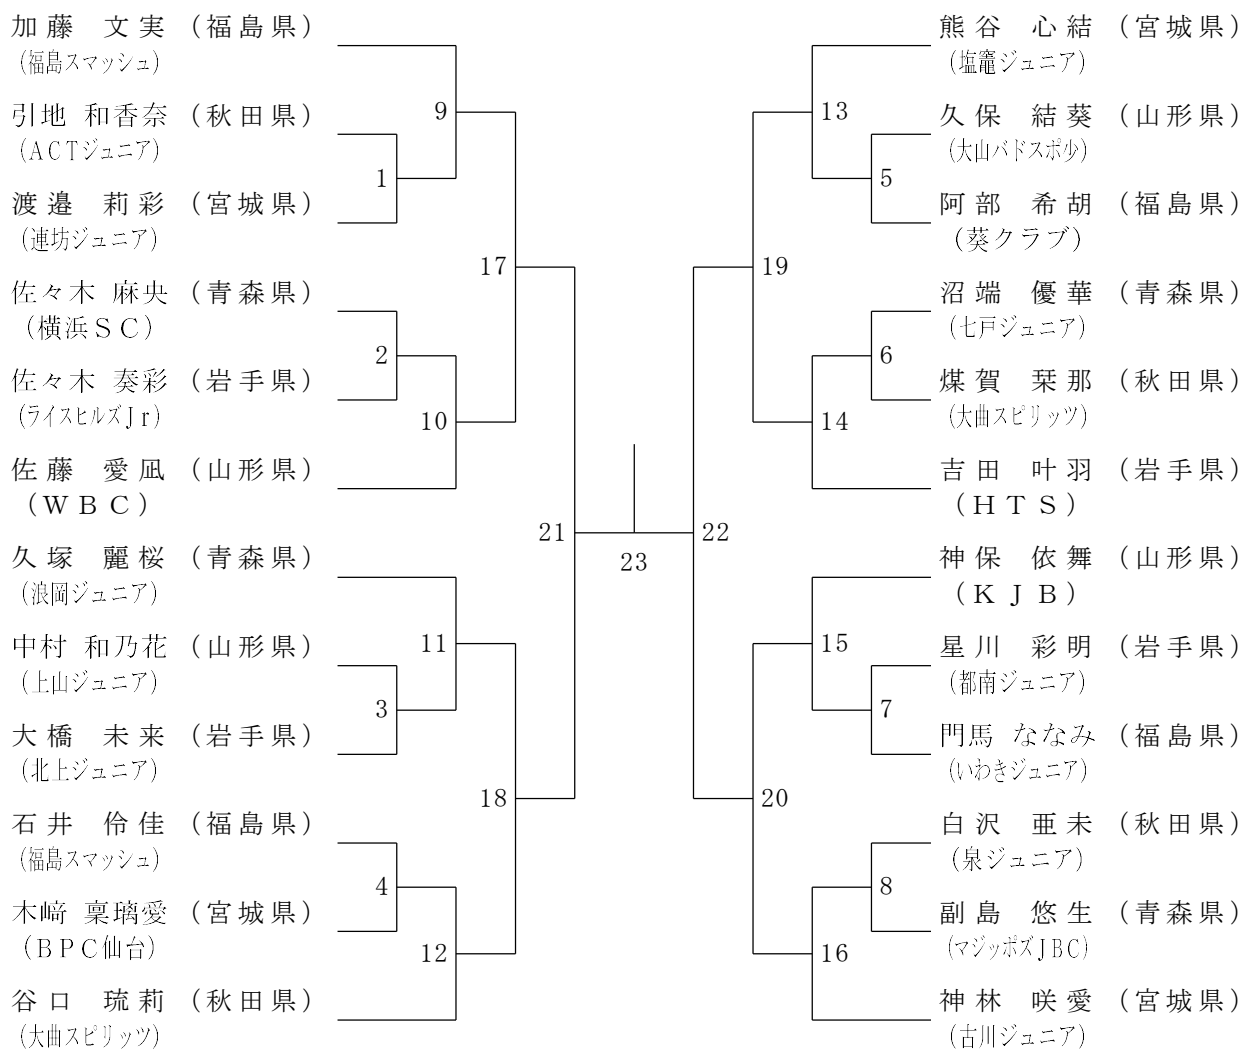 加藤 文実 (福島県)
(福島スマッシュ)
引地 和香奈 (秋田県)
(ACTジュニア)
渡邉 莉彩 (宮城県)
(連坊ジュニア)
佐々木 麻央 (青森県)
(横浜SC)
佐々木 奏彩 (岩手県)
(ライスヒルズJr)
佐藤 愛凪 (山形県)
(WBC)
久塚 麗桜 (青森県)
(浪岡ジュニア)
中村 和乃花 (山形県)
(上山ジュニア)
大橋 未来 (岩手県)
(北上ジュニア)
石井 伶佳 (福島県)
(福島スマッシュ)
木﨑 稟璃愛 (宮城県)
(BPC仙台)
谷口 琉莉 (秋田県)
(大曲スピリッツ)
9
1
17
2
10
21
11
3
18
4
12
23
13
5
19
6
14
22
15
7
20
8
16
熊谷 心結 (宮城県)
(塩竈ジュニア)
久保 結葵 (山形県)
(大山バドスポ少)
阿部 希胡 (福島県)
(葵クラブ)
沼端 優華 (青森県)
(七戸ジュニア)
煤賀 栞那 (秋田県)
(大曲スピリッツ)
吉田 叶羽 (岩手県)
(HTS)
神保 依舞 (山形県)
(KJB)
星川 彩明 (岩手県)
(都南ジュニア)
門馬 ななみ (福島県)
(いわきジュニア)
白沢 亜未 (秋田県)
(泉ジュニア)
副島 悠生 (青森県)
(マジッポズJBC)
神林 咲愛 (宮城県)
(古川ジュニア)